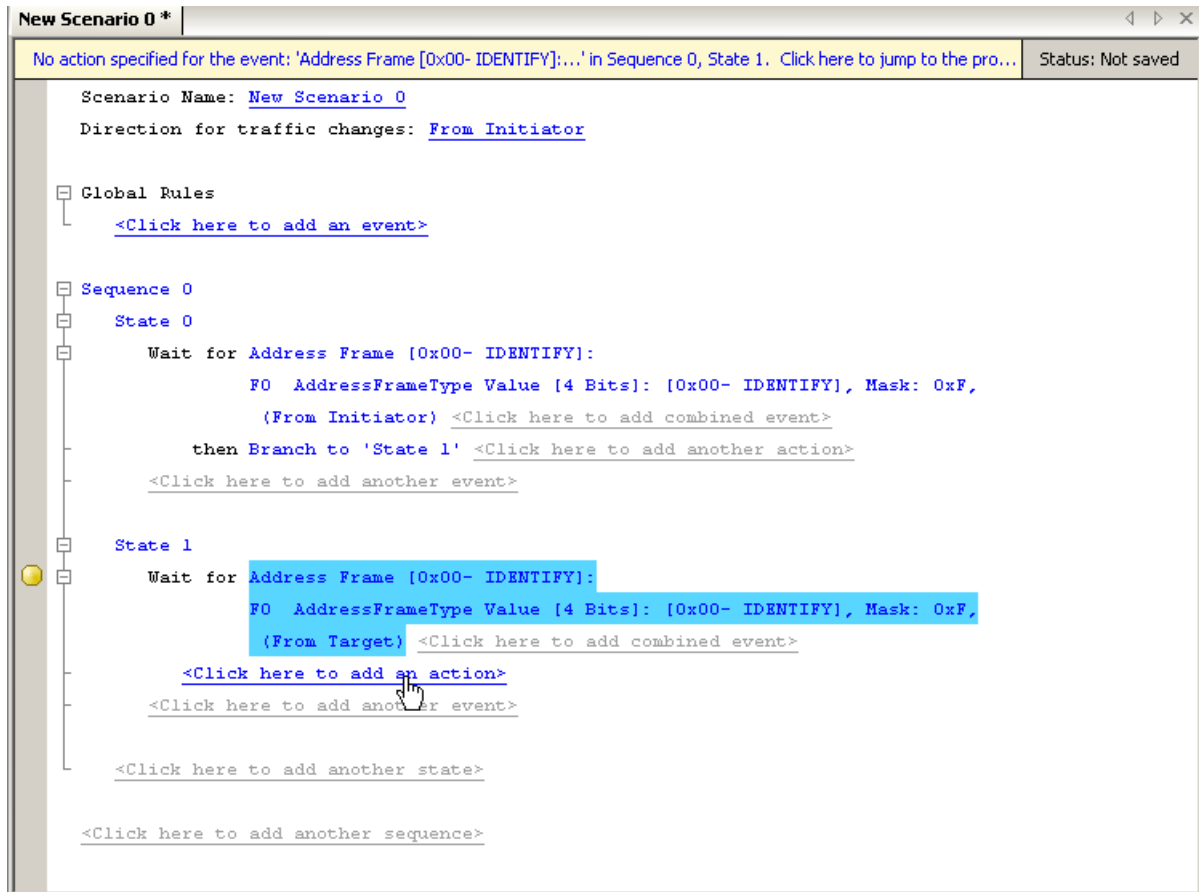 New Scenario 0 *
No action specified for the event: 'Address Frame [0x00- IDENTIFY]:...' in Sequence 0, State 1.  Click here to jump to the pro... Status: Not saved
Scenario Name: New Scenario 0
Direction for traffic changes: From Initiator
Global Rules
<Click here to add an event>
Sequence 0
State 0
Wait for Address Frame [0x00- IDENTIFY]:
F0  AddressFrameType Value [4 Bits]: [0x00- IDENTIFY], Mask: 0xF,
(From Initiator) <Click here to add combined event>
then Branch to 'State 1' <Click here to add another action>
<Click here to add another event>
State 1
Wait for Address Frame [0x00- IDENTIFY]:
F0  AddressFrameType Value [4 Bits]: [0x00- IDENTIFY], Mask: 0xF,
(From Target) <Click here to add combined event>
<Click here to add an action>
<Click here to add another event>
<Click here to add another state>
<Click here to add another sequence>